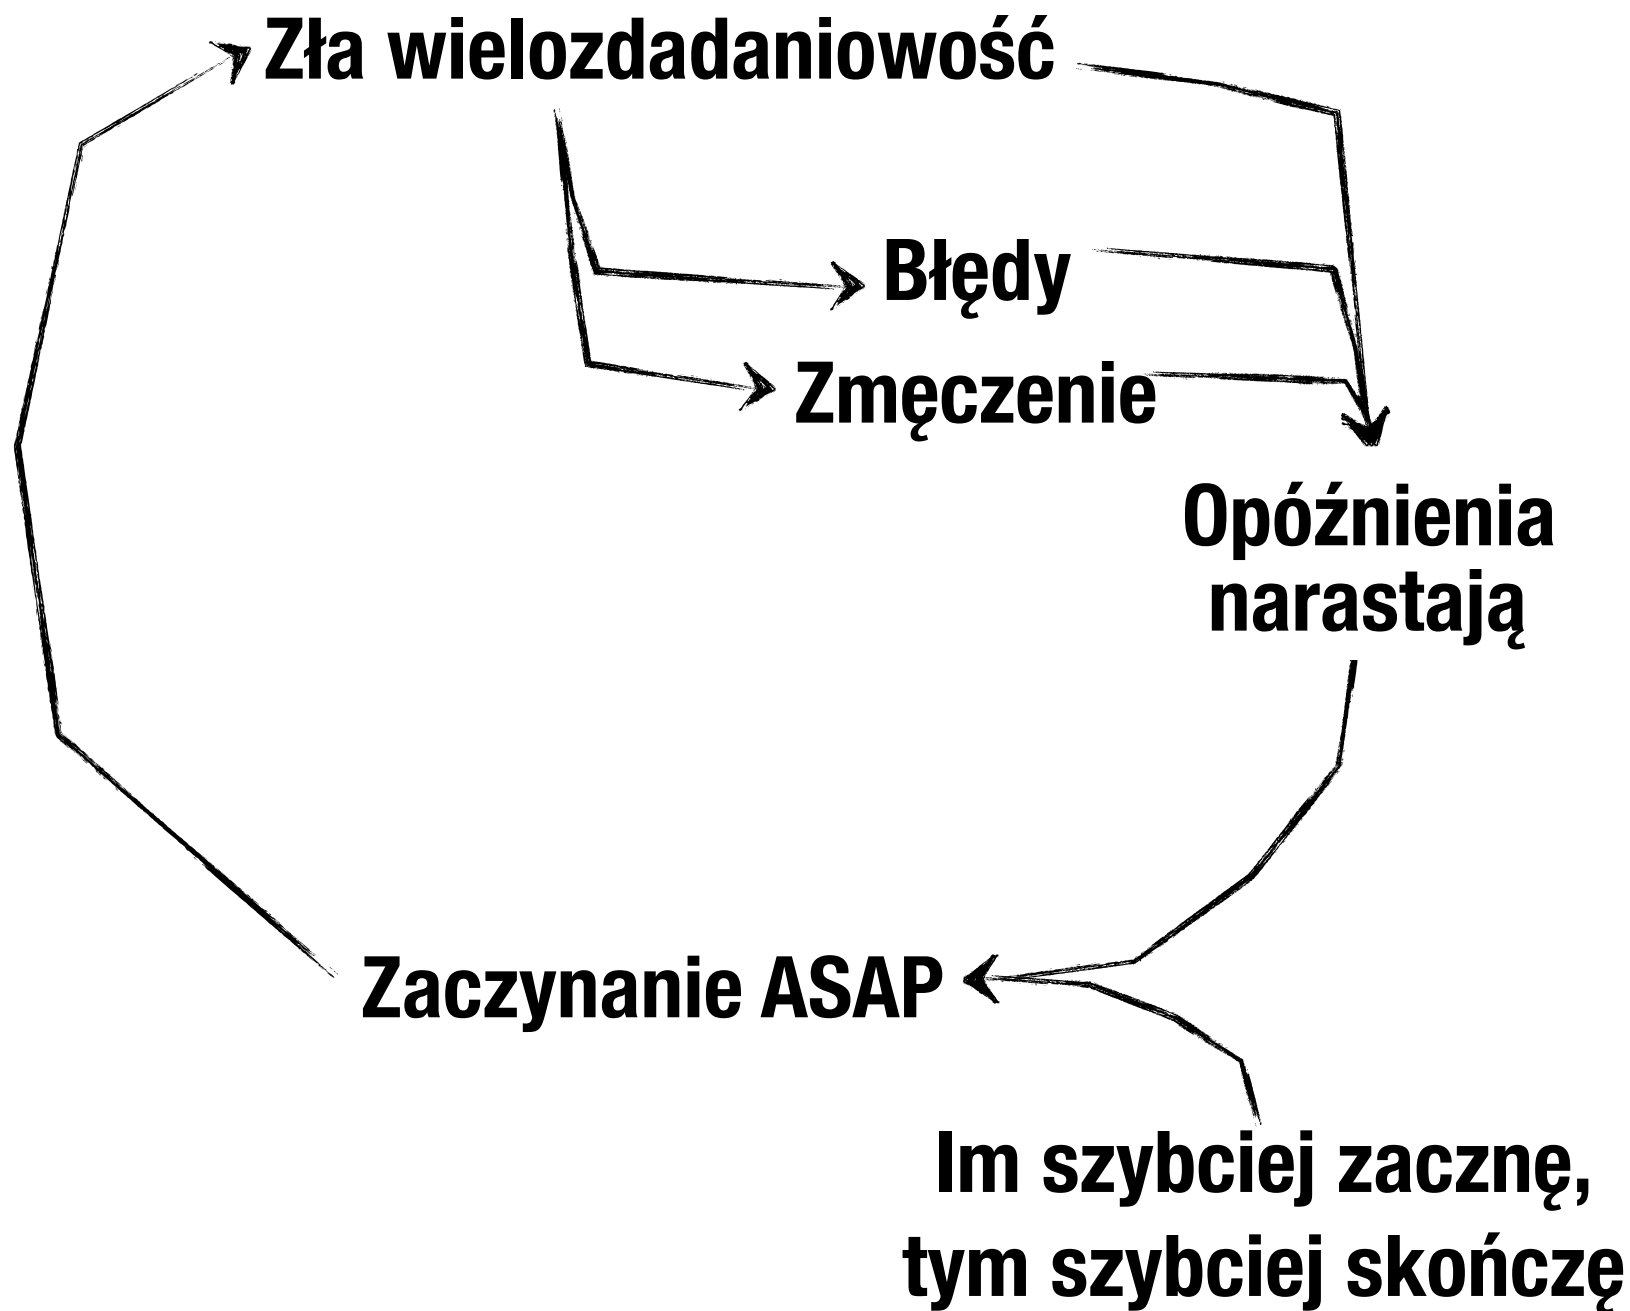 Zła wielozdadaniowość
Błędy
Zmęczenie
Opóźnienia
narastają
Zaczynanie ASAP
Im szybciej zacznę,
tym szybciej skończę